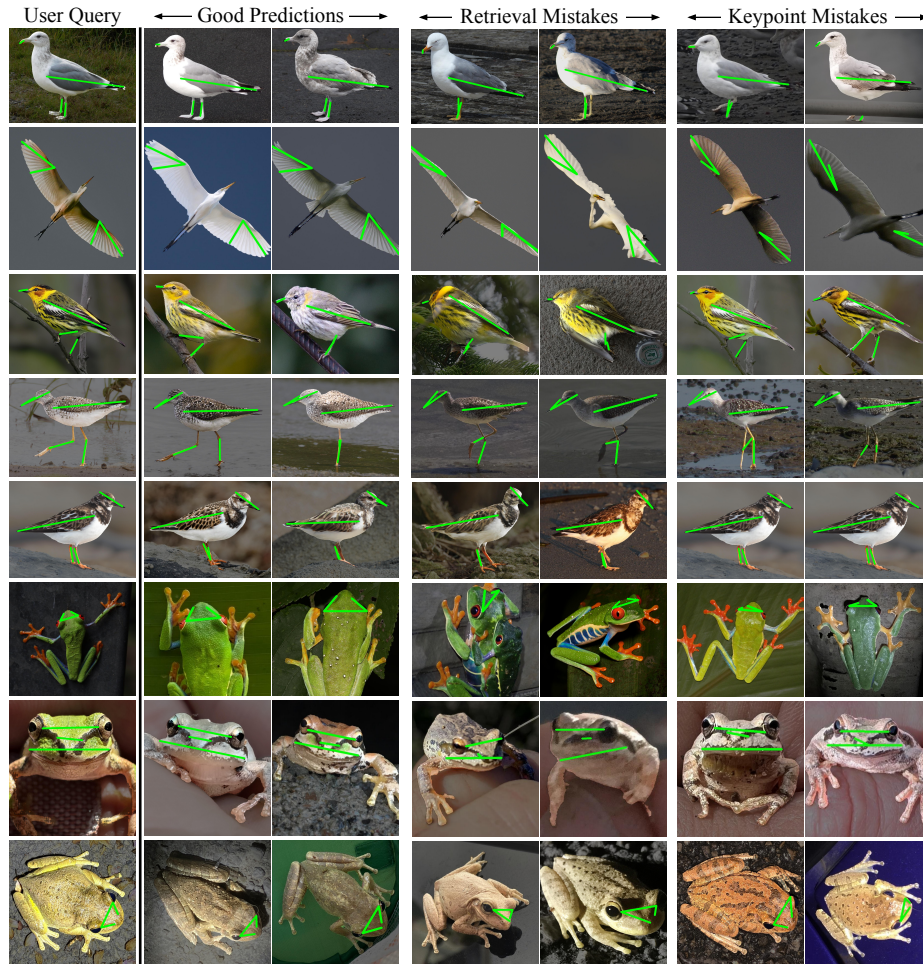 User Query
Good Predictions
Retrieval Mistakes
Keypoint Mistakes